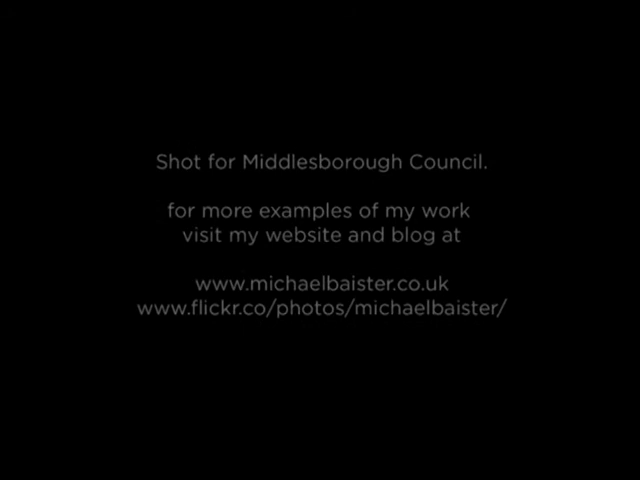 Shot for Middlesborough Council.
for more examples of my work
visit my website and blog at
www.michaelbaister.co.uk
www.flickr.co/photos/michaelbaister/